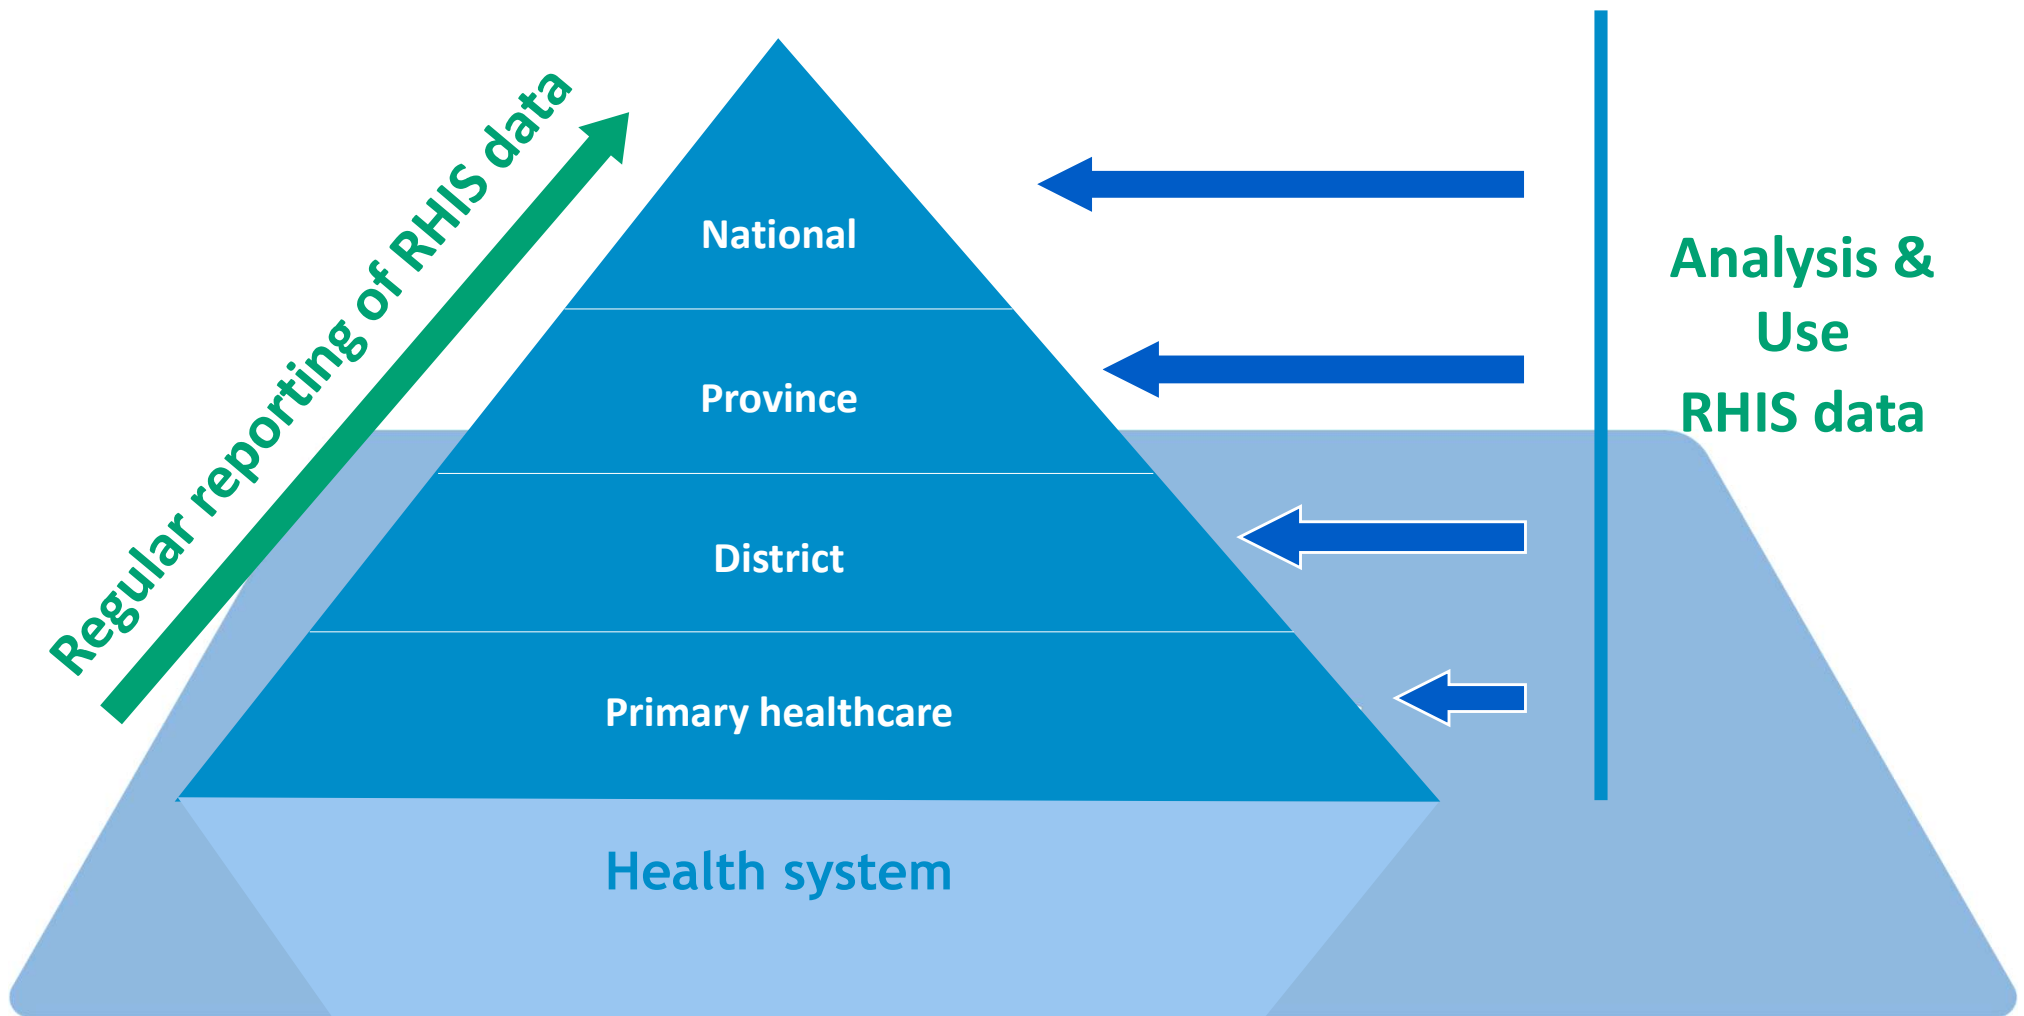 Regular reporting of RHIS data
National
Province
District
Primary healthcare
Health system
Analysis &
Use
RHIS data